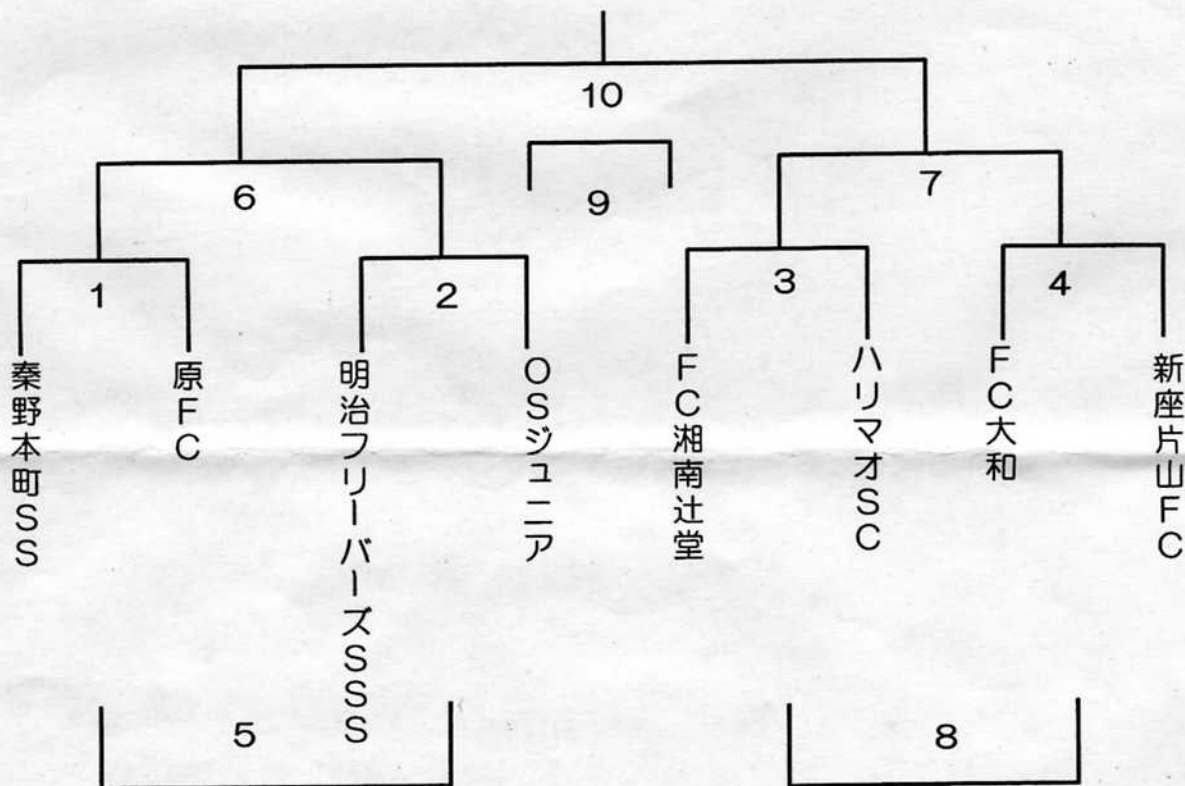 10
6
9
7
1
2
3
4
秦野本町SS
原FC
明治フリーバーズSSS
OSジュニア
FC湘南辻堂
ハリマオSC
FC大和
新座片山FC
5
8